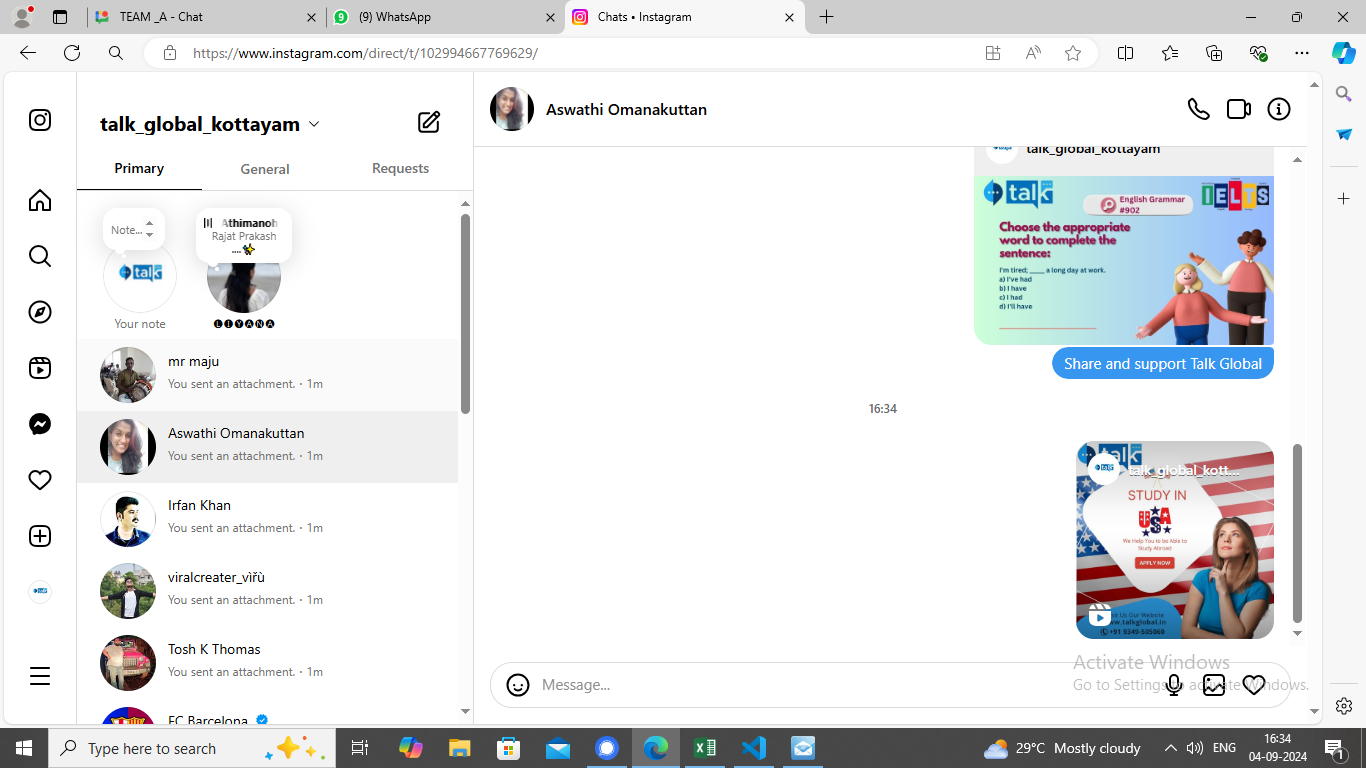 TEAM _A - Chat
(9) WhatsApp
Chats • Instagram
https://www.instagram.com/direct/t/102994667769629/
talk_global_kottayam
Primary
General
Requests
Note...
Athimanoh
Rajat Prakash
....✨
Your note
🅛🅘🅨🅐🅝🅐
mr maju
You sent an attachment. · 1m
Aswathi Omanakuttan
You sent an attachment. · 1m
Irfan Khan
You sent an attachment. · 1m
viralcreater_vìřù
You sent an attachment. · 1m
Tosh K Thomas
You sent an attachment. · 1m
FC Barcelona
Aswathi Omanakuttan
talk_global_kottayam
talk
English Grammar
#902
IELTS
Choose the appropriate
word to complete the
sentence:
I'm tired; ____ a long day at work.
a) I've had
b) I have
c) I had
d) I'll have
Share and support Talk Global
16:34
talk
talk_global_kott...
STUDY IN
USA
We Help You to be Able to
Study Abroad
APPLY NOW
Us Our Website
www.talkglobal.in
+91 9349-505060
Message...
Activate Windows
Go to Settings to activate Windows.
Type here to search
29°C Mostly cloudy
ENG
16:34
04-09-2024
1